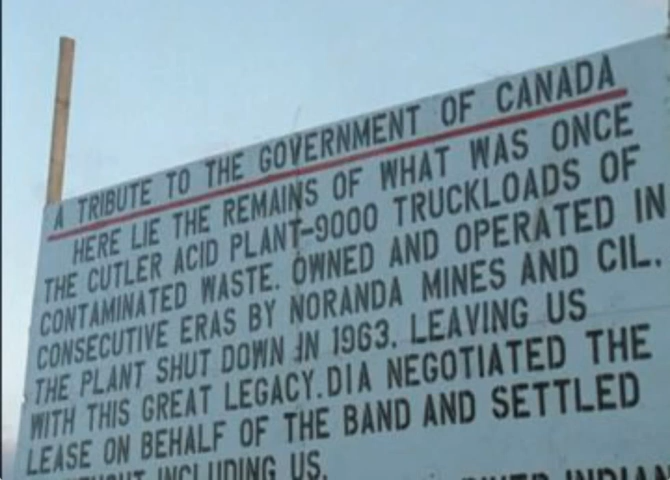 A TRIBUTE TO THE GOVERNMENT OF CANADA
HERE LIE THE REMAINS OF WHAT WAS ONCE
THE CUTLER ACID PLANT-9000 TRUCKLOADS OF
CONTAMINATED WASTE. OWNED AND OPERATED IN
CONSECUTIVE ERAS BY NORANDA MINES AND CIL.
THE PLANT SHUT DOWN IN 1963. LEAVING US
WITH THIS GREAT LEGACY.DIA NEGOTIATED THE
LEASE ON BEHALF OF THE BAND AND SETTLED
INCLUDING US.
INDIAN